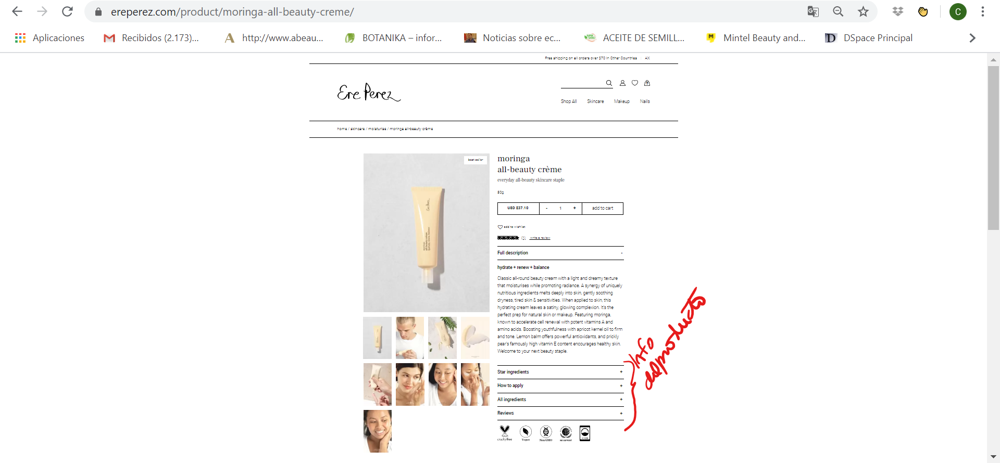 ereperez.com/product/moringa-all-beauty-creme/
C
Aplicaciones
Recibidos (2.173)...
http://www.abeau...
BOTANIKA – infor...
Noticias sobre ec...
ACEITE DE SEMILL...
Mintel Beauty and...
DSpace Principal
Free shipping on all orders over $70 in Other Countries
AX
Ere Perez
Shop All
Skincare
Makeup
Nails
home / skincare / moisturise / moringa all-beauty crème
best seller
moringa
all-beauty crème
everyday all-beauty skincare staple
50g
USD $37.10
- 1 +
add to cart
add to wishlist
(1)
write a review
Full description -
hydrate + renew + balance
Classic all-round beauty cream with a light and dreamy texture
that moisturises while promoting radiance. A synergy of uniquely
nutritious ingredients melts deeply into skin, gently soothing
dryness, tired skin & sensitivities. When applied to skin, this
hydrating cream leaves a satiny, glowing complexion. It's the
perfect prep for natural skin or makeup. Featuring moringa,
known to accelerate cell renewal with potent vitamins A and
amino acids. Boosting youthfulness with apricot kernel oil to firm
and tone. Lemon balm offers powerful antioxidants, and prickly
pear's famously high vitamin E content encourages healthy skin.
Welcome to your next beauty staple.
Star ingredients +
How to apply +
All ingredients +
Reviews +
Info
del producto
crueltyfree
Vegan
Non GMO
WE SUPPORT